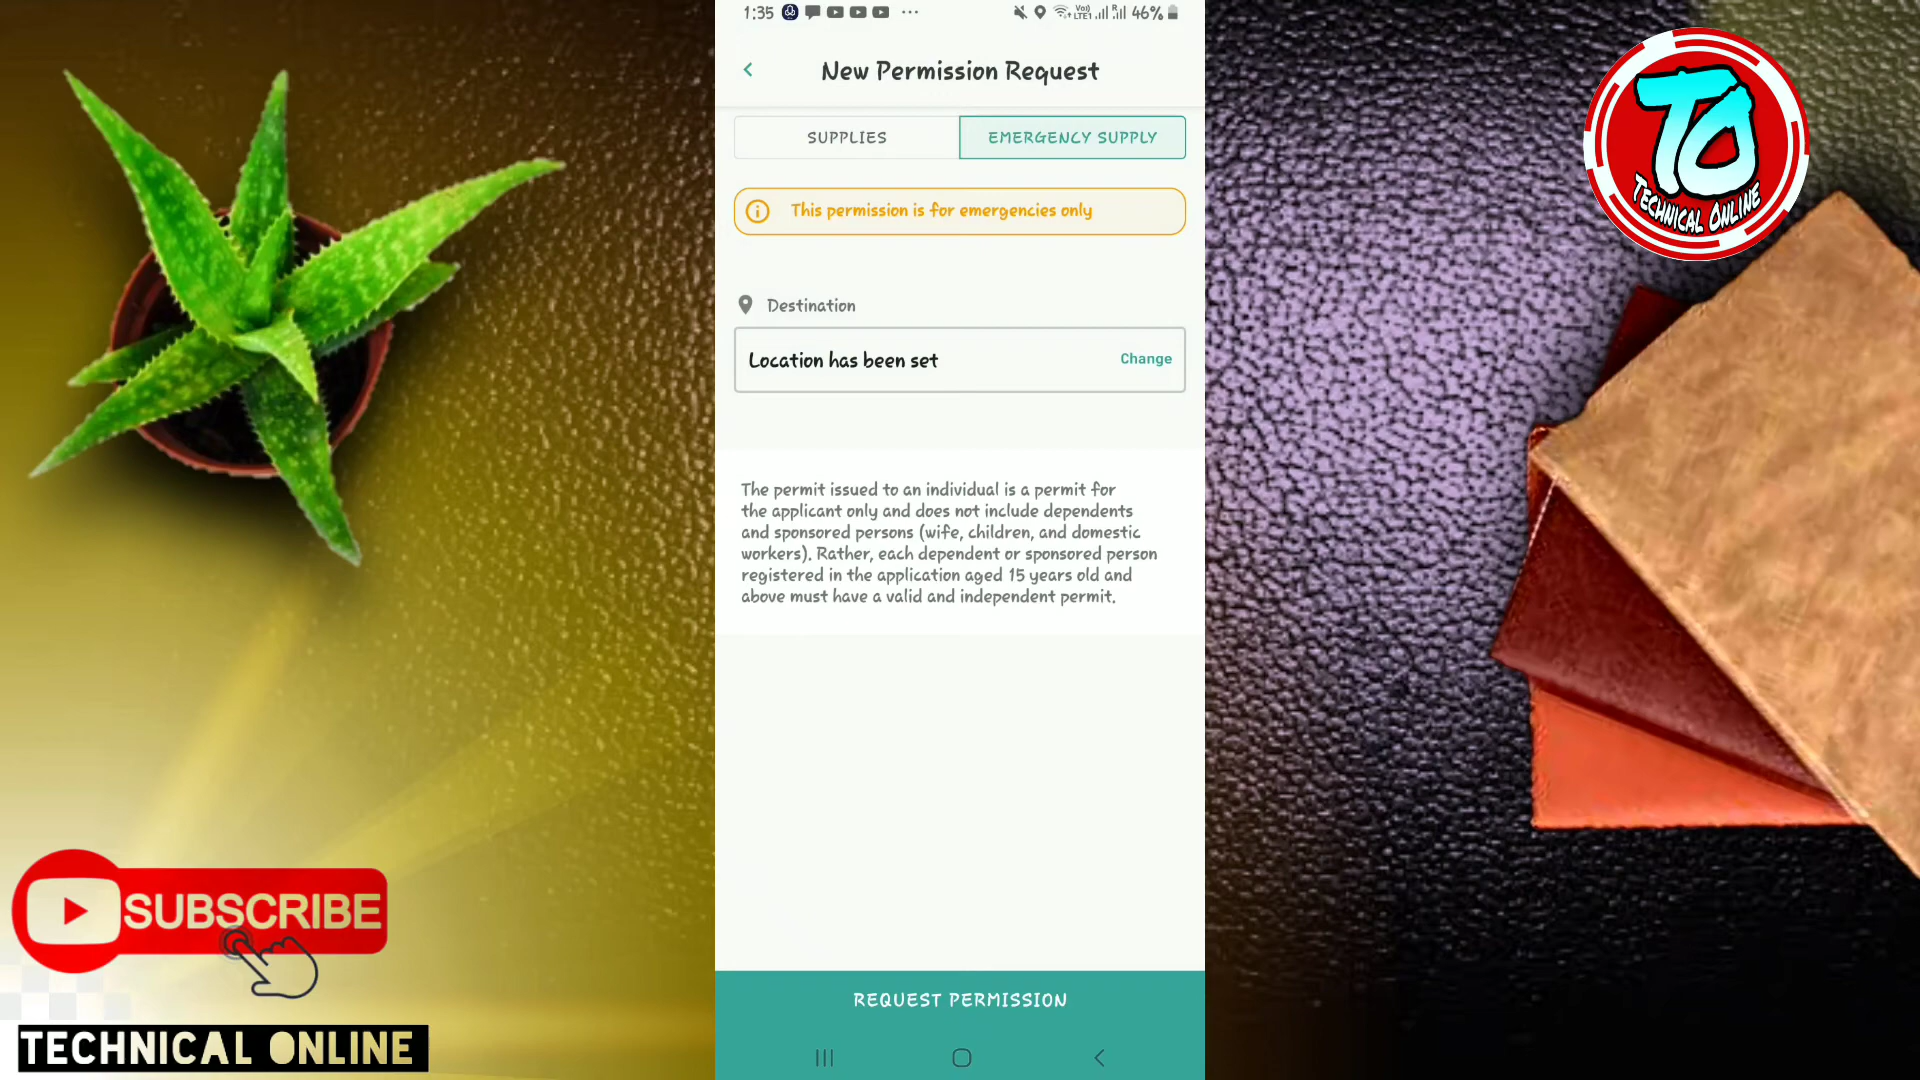 1:35
Vo)
LTE1
R
46%
New Permission Request
SUPPLIES
EMERGENCY SUPPLY
This permission is for emergencies only
Destination
Location has been set
Change
The permit issued to an individual is a permit for
the applicant only and does not include dependents
and sponsored persons (wife, children, and domestic
workers). Rather, each dependent or sponsored person
registered in the application aged 15 years old and
above must have a valid and independent permit.
REQUEST PERMISSION
TO
TECHNICAL ONLINE
SUBSCRIBE
TECHNICAL ONLINE